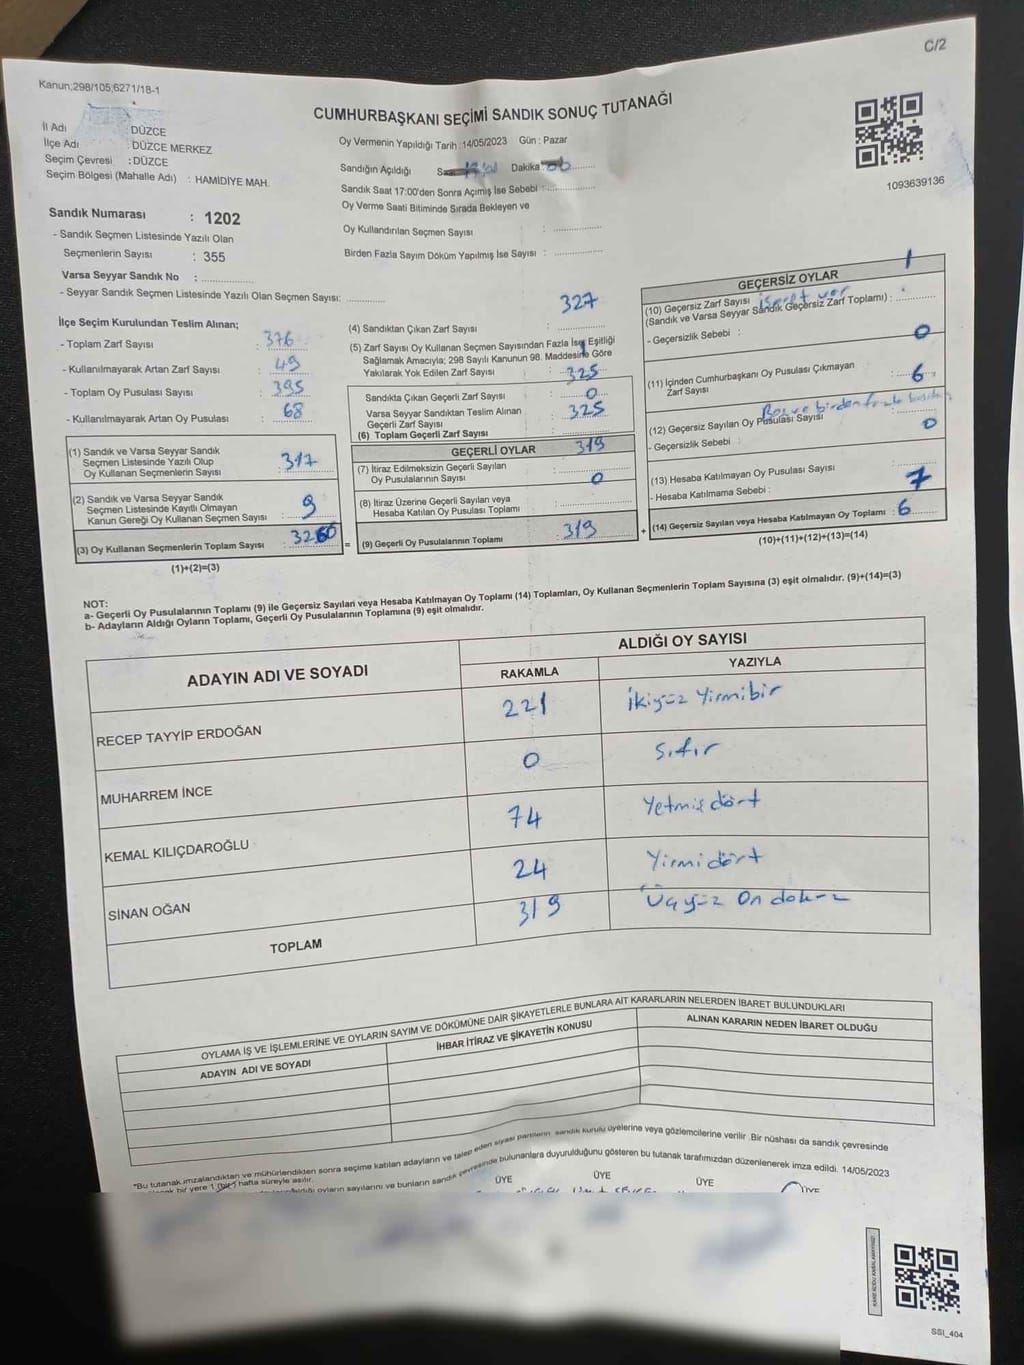 C/2
Kanun;298/105;6271/18-1
CUMHURBAŞKANI SEÇİMİ SANDIK SONUÇ TUTANAĞI
İl Adı : DÜZCE
İlçe Adı : DÜZCE MERKEZ
Seçim Çevresi : DÜZCE
Seçim Bölgesi (Mahalle Adı) : HAMİDİYE MAH.
Oy Vermenin Yapıldığı Tarih :14/05/2023 Gün : Pazar
Sandığın Açıldığı Dakika
Sandık Saat 17:00'den Sonra Açımış İse Sebebi :
Oy Verme Saati Bitiminde Sırada Bekleyen ve
Oy Kullandırılan Seçmen Sayısı :
Birden Fazla Sayım Döküm Yapılmış İse Sayısı :
1093639136
Sandık Numarası : 1202
- Sandık Seçmen Listesinde Yazılı Olan
Seçmenlerin Sayısı : 355
Varsa Seyyar Sandık No :
- Seyyar Sandık Seçmen Listesinde Yazılı Olan Seçmen Sayısı:
İlçe Seçim Kurulundan Teslim Alınan;
- Toplam Zarf Sayısı : 376
- Kullanılmayarak Artan Zarf Sayısı : 49
- Toplam Oy Pusulası Sayısı : 395
- Kullanılmayarak Artan Oy Pusulası : 68
(1) Sandık ve Varsa Seyyar Sandık
Seçmen Listesinde Yazılı Olup
Oy Kullanan Seçmenlerin Sayısı : 317
(2) Sandık ve Varsa Seyyar Sandık
Seçmen Listesinde Kayıtlı Olmayan
Kanun Gereği Oy Kullanan Seçmen Sayısı : 9
(3) Oy Kullanan Seçmenlerin Toplam Sayısı :
(1)+(2)=(3)
327
(4) Sandıktan Çıkan Zarf Sayısı :
(5) Zarf Sayısı Oy Kullanan Seçmen Sayısından Fazla İse Eşitliği
Sağlamak Amacıyla; 298 Sayılı Kanunun 98. Maddesine Göre
Yakılarak Yok Edilen Zarf Sayısı : 325
Sandıkta Çıkan Geçerli Zarf Sayısı : 0
Varsa Seyyar Sandıktan Teslim Alınan
Geçerli Zarf Sayısı : 325
(6) Toplam Geçerli Zarf Sayısı :
GEÇERLİ OYLAR 319
(7) İtiraz Edilmeksizin Geçerli Sayılan
Oy Pusulalarının Sayısı : 0
(8) İtiraz Üzerine Geçerli Sayılan veya
Hesaba Katılan Oy Pusulası Toplamı :
= (9) Geçerli Oy Pusulalarının Toplamı : 319 +
GEÇERSİZ OYLAR 1
(10) Geçersiz Zarf Sayısı işaret var
(Sandık ve Varsa Seyyar Sandık Geçersiz Zarf Toplamı) :
- Geçersizlik Sebebi : 0
(11) İçinden Cumhurbaşkanı Oy Pusulası Çıkmayan
Zarf Sayısı : 6
(12) Geçersiz Sayılan Oy Pusulası Sayısı Boş ve birden fazla
- Geçersizlik Sebebi : 0
(13) Hesaba Katılmayan Oy Pusulası Sayısı
- Hesaba Katılmama Sebebi : 7
(14) Geçersiz Sayılan veya Hesaba Katılmayan Oy Toplamı : 6
(10)+(11)+(12)+(13)=(14)
NOT:
a- Geçerli Oy Pusulalarının Toplamı (9) ile Geçersiz Sayılan veya Hesaba Katılmayan Oy Toplamı (14) Toplamları, Oy Kullanan Seçmenlerin Toplam Sayısına (3) eşit olmalıdır. (9)+(14)=(3)
b- Adayların Aldığı Oyların Toplamı, Geçerli Oy Pusulalarının Toplamına (9) eşit olmalıdır.
ADAYIN ADI VE SOYADI
ALDIĞI OY SAYISI
RAKAMLA YAZIYLA
RECEP TAYYİP ERDOĞAN 221 İkiyüz Yirmibir
MUHARREM İNCE 0 Sıfır
KEMAL KILIÇDAROĞLU 74 Yetmiş dört
SİNAN OĞAN 24 Yirmi dört
TOPLAM 319 Üçyüz On dokuz
OYLAMA İŞ VE İŞLEMLERİNE VE OYLARIN SAYIM VE DÖKÜMÜNE DAİR ŞİKAYETLERLE BUNLARA AİT KARARLARIN NELERDEN İBARET BULUNDUKLARI
ADAYIN ADI VE SOYADI İHBAR İTİRAZ VE ŞİKAYETİN KONUSU ALINAN KARARIN NEDEN İBARET OLDUĞU
"Bu tutanak imzalandıktan ve mühürlendikten sonra seçime katılan adayların ve talep eden siyasi partilerin sandık kurulu üyelerine veya gözlemcilerine verilir .Bir nüshası da sandık çevresinde
bir yere 1 (bir) hafta süreyle asılır.
oyların sayılarını ve bunların sandık çevresinde bulunanlara duyurulduğunu gösteren bu tutanak tarafımızdan düzenlenerek imza edildi. 14/05/2023
ÜYE ÜYE ÜYE ÜYE
SSI_404